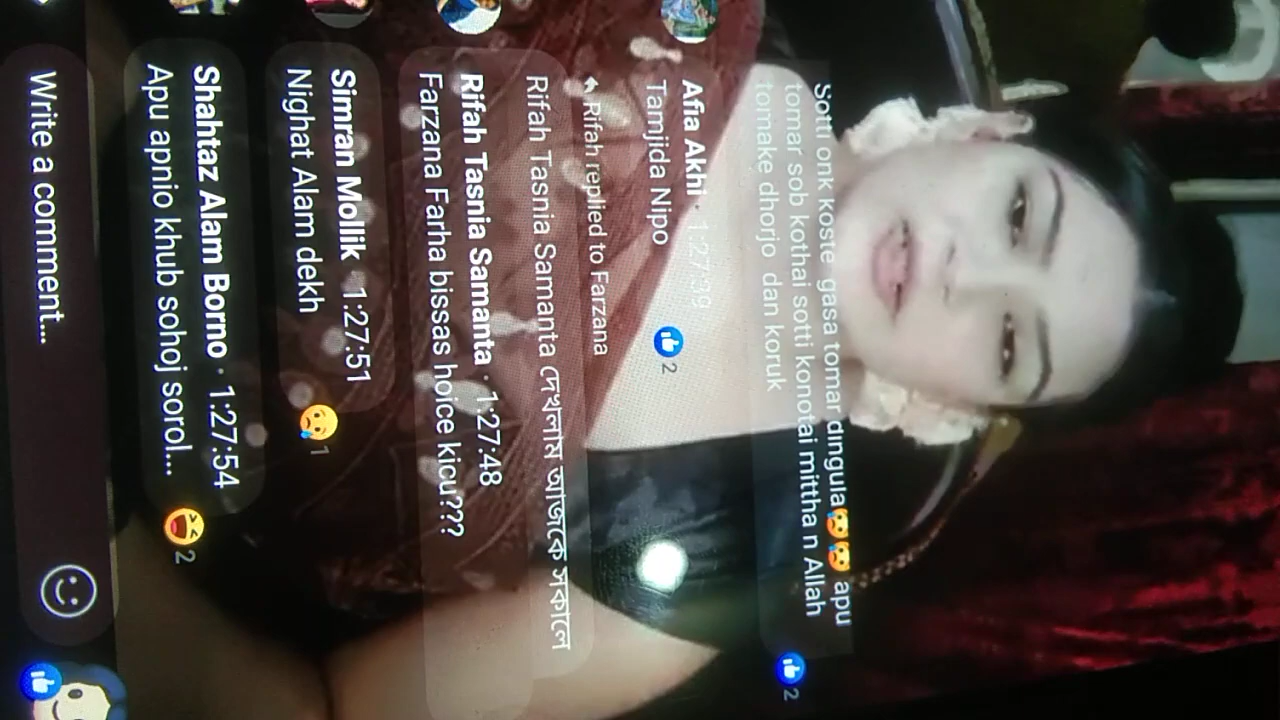 Sotti onk koste gasa tomar dingula😥😥 apu
tomar sob kothai sotti konotai mittha n Allah
tomake dhorjo dan koruk
2
Afia Akhi · 1:27:39
Tamjida Nipo
2
Rifah replied to Farzana
Rifah Tasnia Samanta দেখলাম আজকে সকালে
Rifah Tasnia Samanta · 1:27:48
Farzana Farha bissas hoice kicu???
Simran Mollik 1:27:51
Nighat Alam dekh
1
Shahtaz Alam Borno · 1:27:54
Apu apnio khub sohoj sorol...
2
Write a comment...